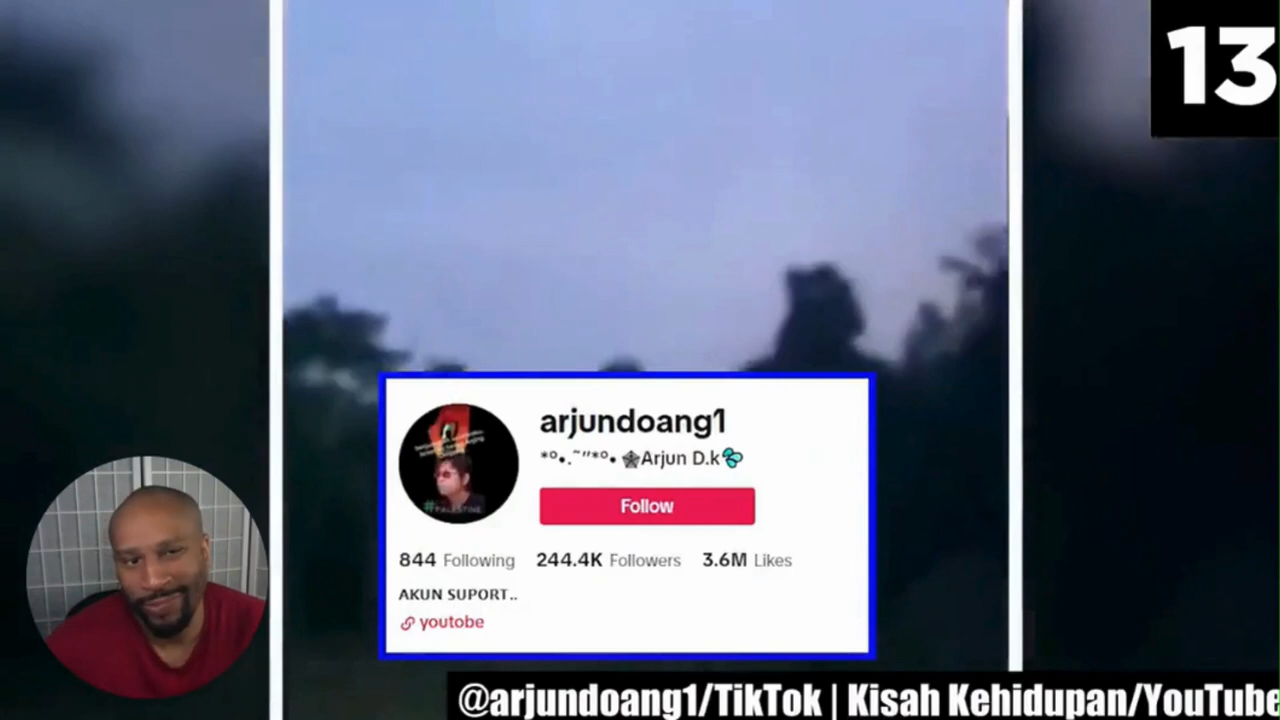 13
arjundoang1
*°•.˜"*°• Arjun D.k
Follow
844 Following 244.4K Followers 3.6M Likes
AKUN SUPORT..
youtube
@arjundoang1/TikTok | Kisah Kehidupan/YouTube